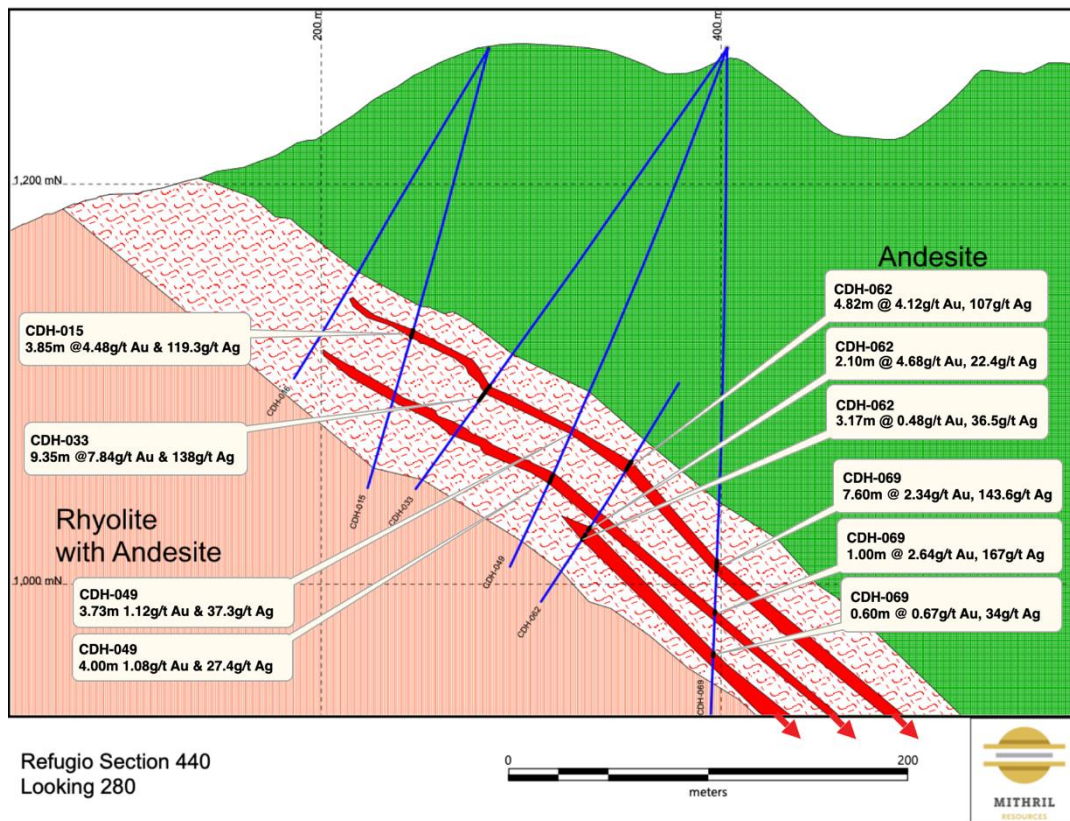 200 m
400 m
1,200 mN
Andesite
CDH-062
4.82m @ 4.12g/t Au, 107g/t Ag
CDH-015
3.85m @4.48g/t Au & 119.3g/t Ag
CDH-062
2.10m @ 4.68g/t Au, 22.4g/t Ag
CDH-016
CDH-062
3.17m @ 0.48g/t Au, 36.5g/t Ag
CDH-033
9.35m @7.84g/t Au & 138g/t Ag
CDH-015
CDH-033
CDH-069
7.60m @ 2.34g/t Au, 143.6g/t Ag
Rhyolite
with Andesite
CDH-049
CDH-069
1.00m @ 2.64g/t Au, 167g/t Ag
1,000 mN
CDH-049
3.73m 1.12g/t Au & 37.3g/t Ag
CDH-062
CDH-069
0.60m @ 0.67g/t Au, 34g/t Ag
CDH-049
4.00m 1.08g/t Au & 27.4g/t Ag
CDH-069
Refugio Section 440
Looking 280
0
200
meters
MITHRIL
RESOURCES